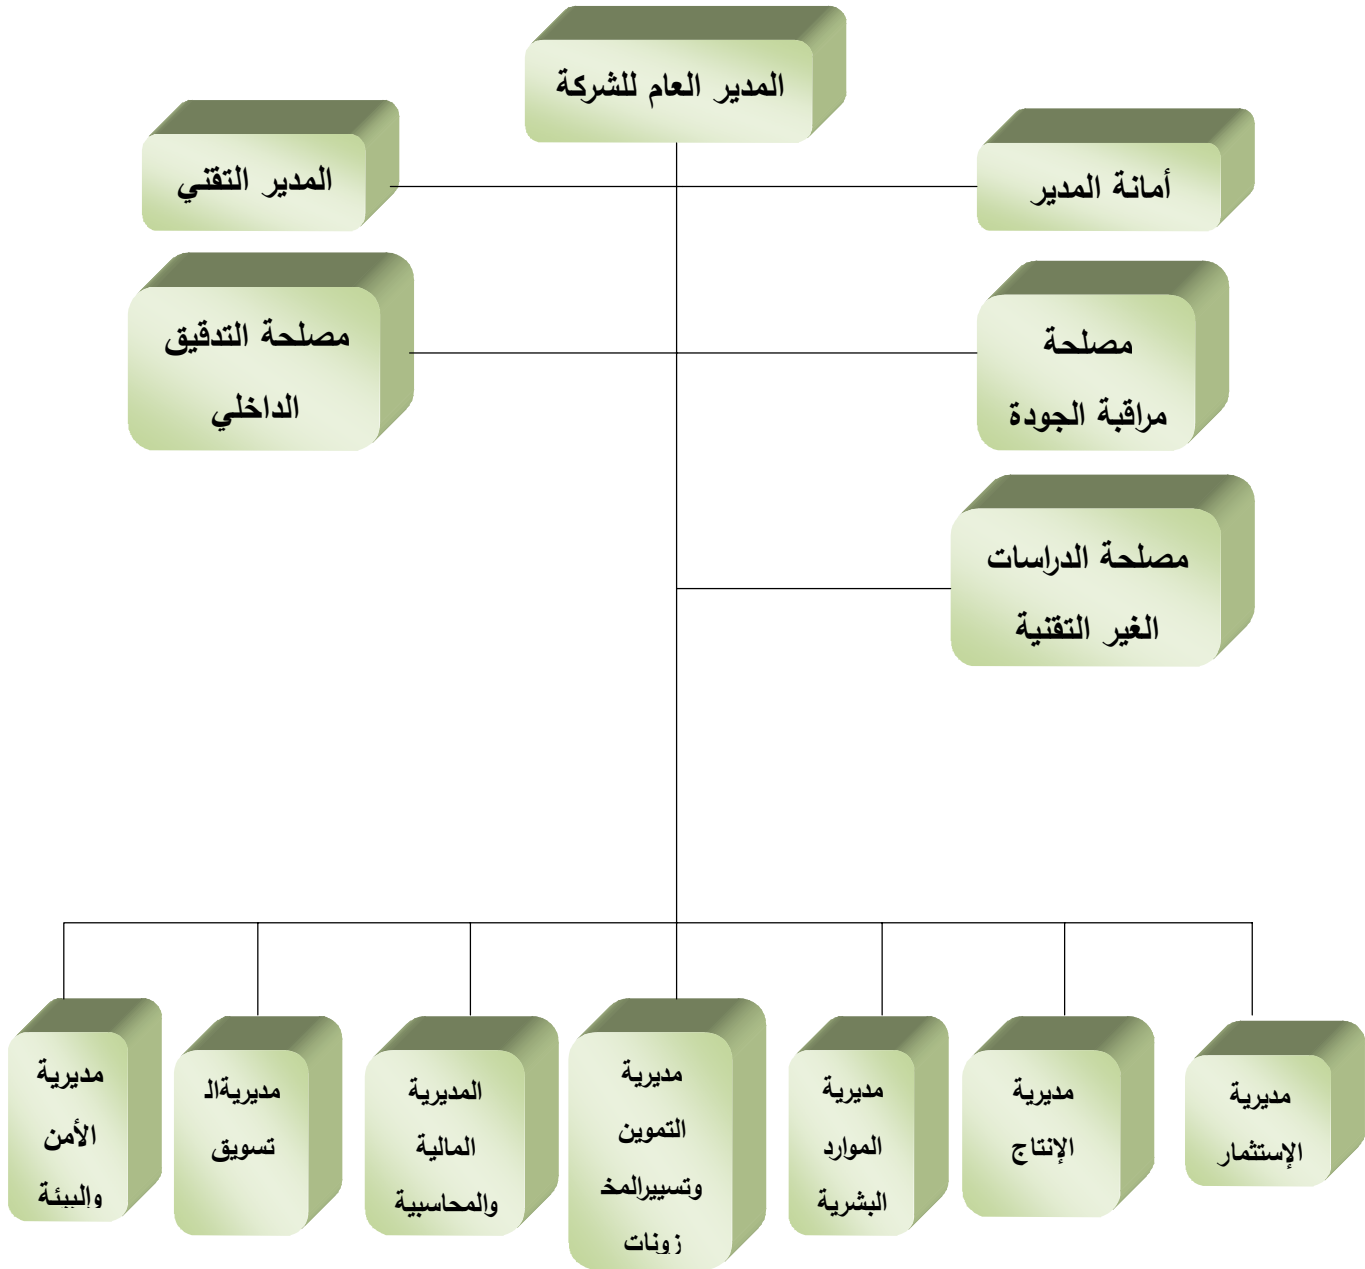 المدير العام للشركة
أمانة المدير
المدير التقني
مصلحة
مراقبة الجودة
مصلحة التدقيق
الداخلي
مصلحة الدراسات
الغير التقنية
مديرية
الإستثمار
مديرية
الإنتاج
مديرية
الموارد
البشرية
مديرية
التموين
وتسييرالمخ
زونات
المديرية
المالية
والمحاسبية
مديريةال
تسويق
مديرية
الأمن
والبيئة